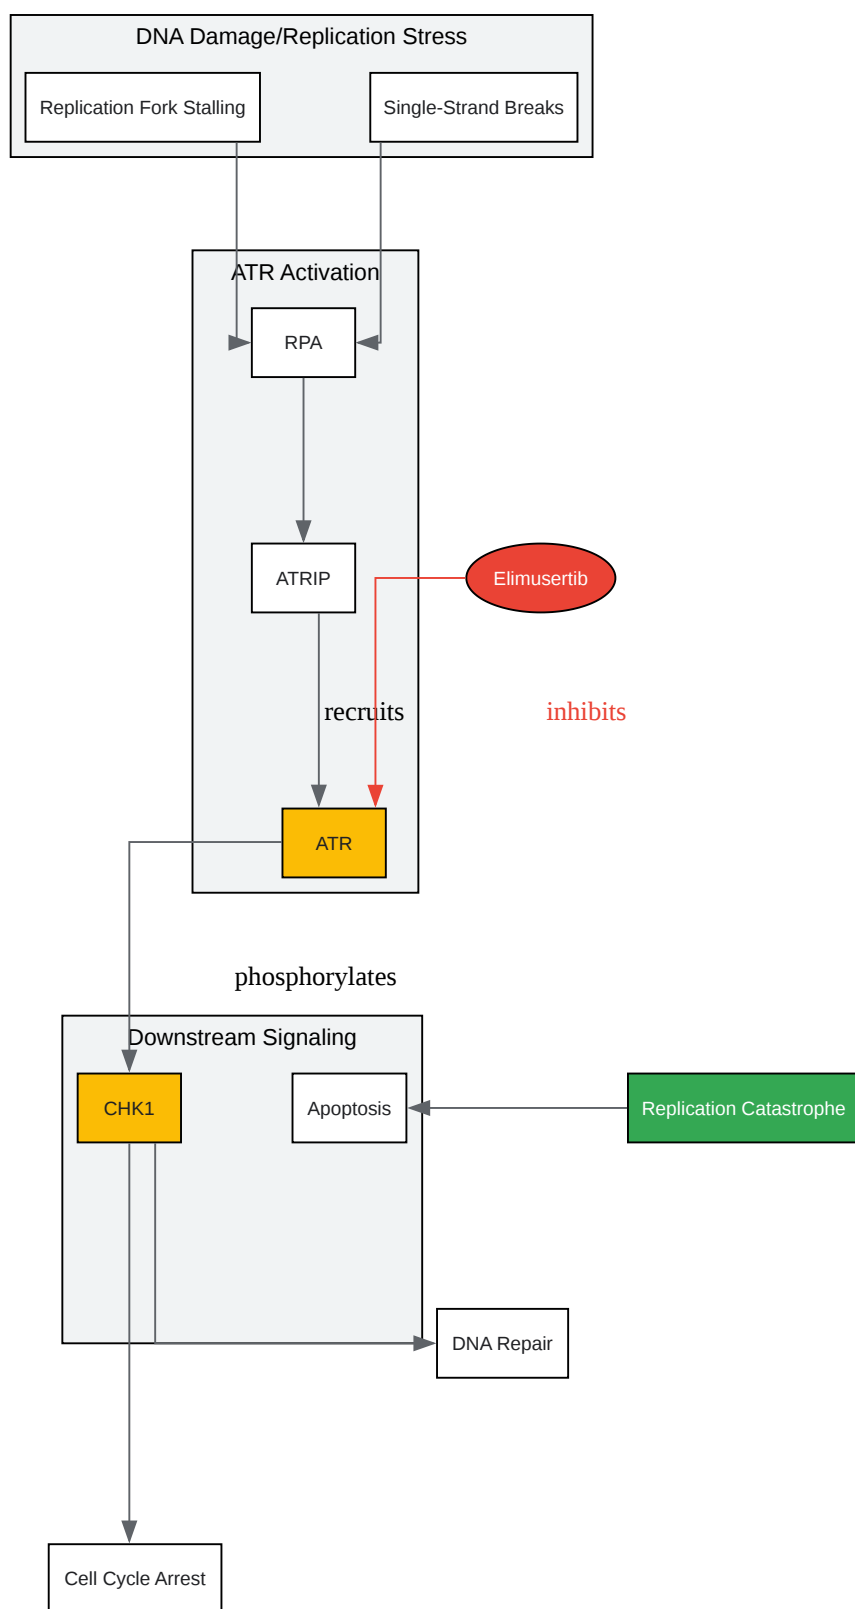 DNA Damage/Replication Stress
Replication Fork Stalling
Single-Strand Breaks
ATR Activation
RPA
ATRIP
Elimusertib
recruits
inhibits
ATR
phosphorylates
Downstream Signaling
CHK1
Apoptosis
Replication Catastrophe
DNA Repair
Cell Cycle Arrest